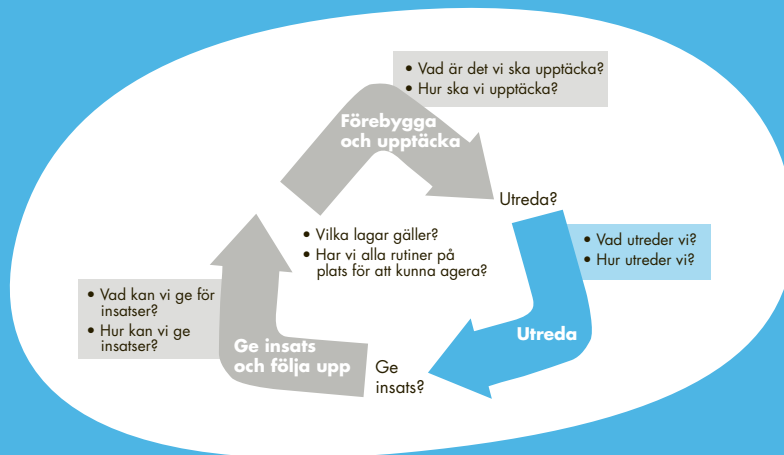 • Vad är det vi ska upptäcka?
• Hur ska vi upptäcka?
Förebygga
och upptäcka
Utreda?
• Vad utreder vi?
• Hur utreder vi?
Utreda
• Vilka lagar gäller?
• Har vi alla rutiner på
plats för att kunna agera?
Ge
insats?
Ge insats
och följa upp
• Vad kan vi ge för
insatser?
• Hur kan vi ge
insatser?